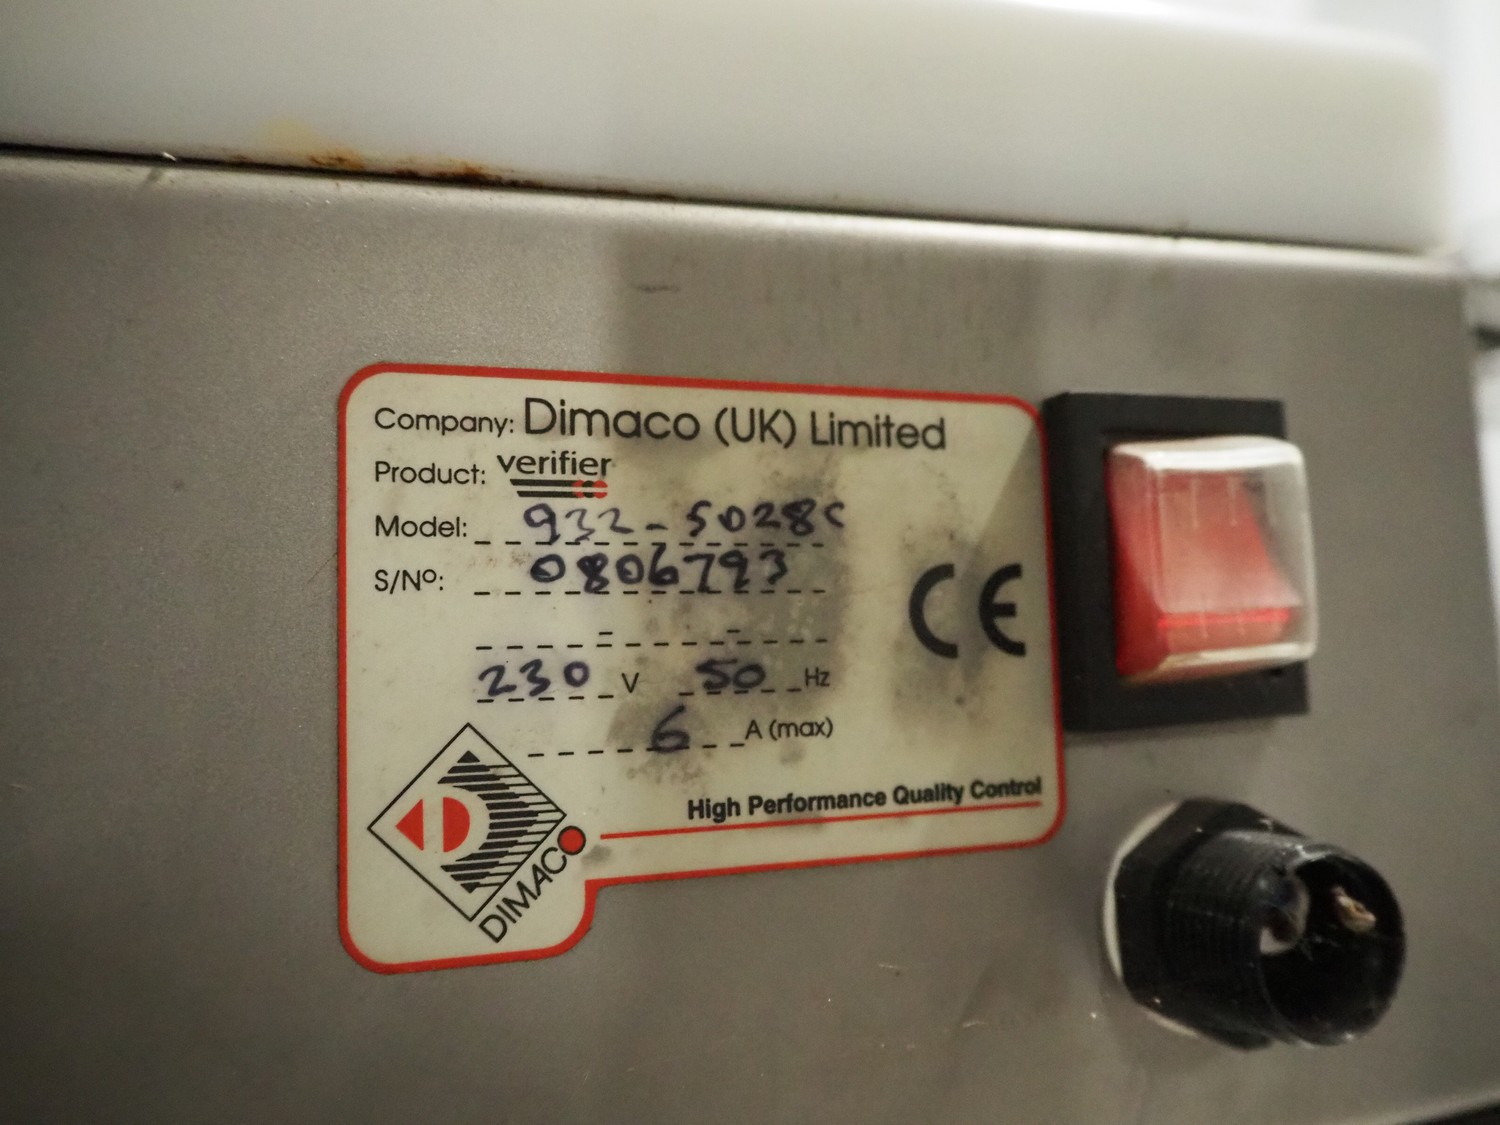 Company: Dimaco (UK) Limited
Product: verifier
Model: 932-5028C
S/Nº: 0806793
230 V 50 Hz
6 A (max)
High Performance Quality Control
DIMACO
CE